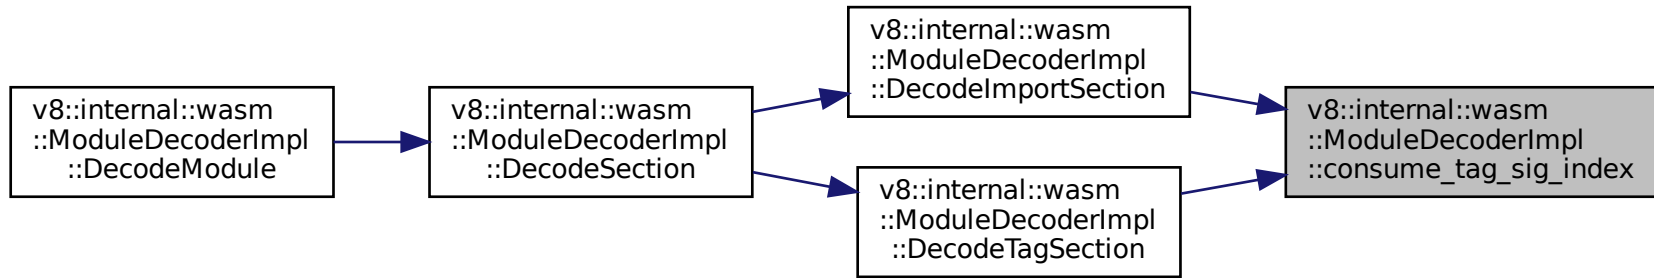 v8::internal::wasm
::ModuleDecoderImpl
::DecodeModule
v8::internal::wasm
::ModuleDecoderImpl
::DecodeSection
v8::internal::wasm
::ModuleDecoderImpl
::DecodeImportSection
v8::internal::wasm
::ModuleDecoderImpl
::DecodeTagSection
v8::internal::wasm
::ModuleDecoderImpl
::consume_tag_sig_index